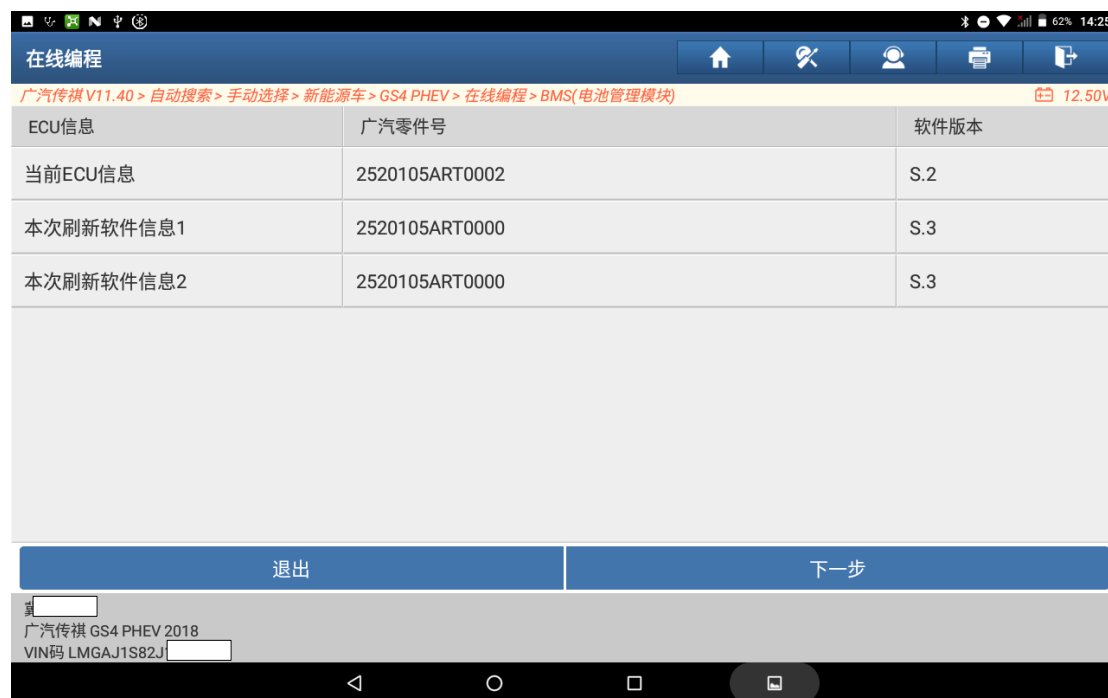 62% 14:25
在线编程
广汽传祺 V11.40 > 自动搜索 > 手动选择 > 新能源车 > GS4 PHEV > 在线编程 > BMS(电池管理模块) 12.50V
ECU信息 广汽零件号 软件版本
当前ECU信息 2520105ART0002 S.2
本次刷新软件信息1 2520105ART0000 S.3
本次刷新软件信息2 2520105ART0000 S.3
退出 下一步
广汽传祺 GS4 PHEV 2018
VIN码 LMGAJ1S82J